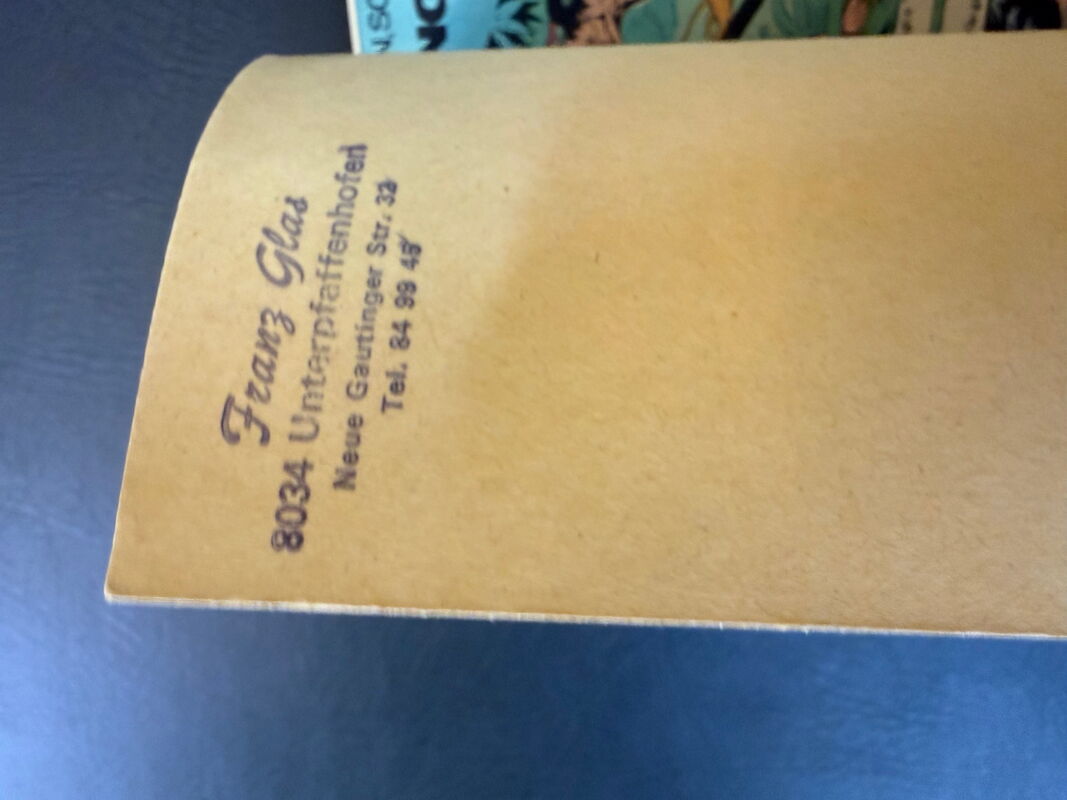 Franz Glas
8034 Unterpfaffenhofen
Neue Gautinger Str. 32
Tel. 84 99 45